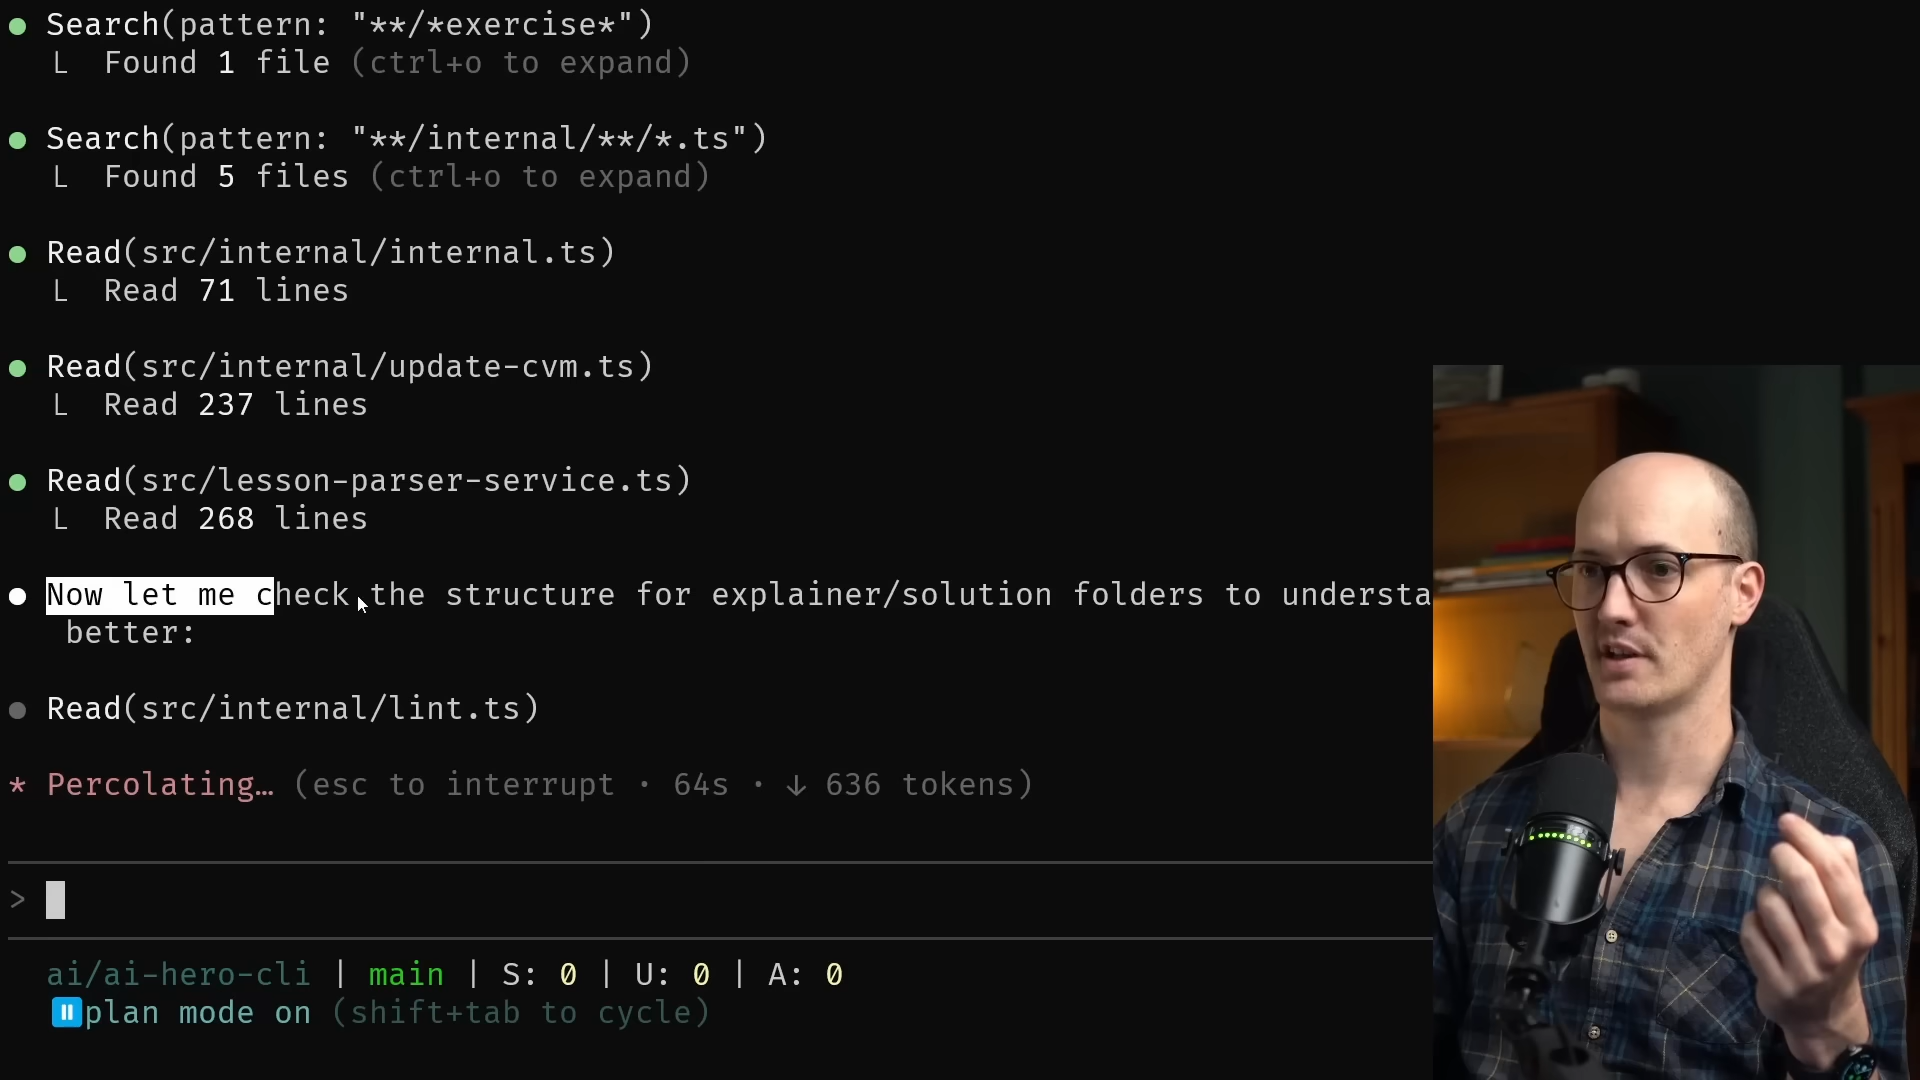 ● Search(pattern: "**/*exercise*")
L Found 1 file (ctrl+o to expand)
● Search(pattern: "**/internal/**/*.ts")
L Found 5 files (ctrl+o to expand)
● Read(src/internal/internal.ts)
L Read 71 lines
● Read(src/internal/update-cvm.ts)
L Read 237 lines
● Read(src/lesson-parser-service.ts)
L Read 268 lines
● Now let me check the structure for explainer/solution folders to understa
better:
● Read(src/internal/lint.ts)
* Percolating… (esc to interrupt · 64s · ↓ 636 tokens)
>
ai/ai-hero-cli | main | S: 0 | U: 0 | A: 0
⏸plan mode on (shift+tab to cycle)